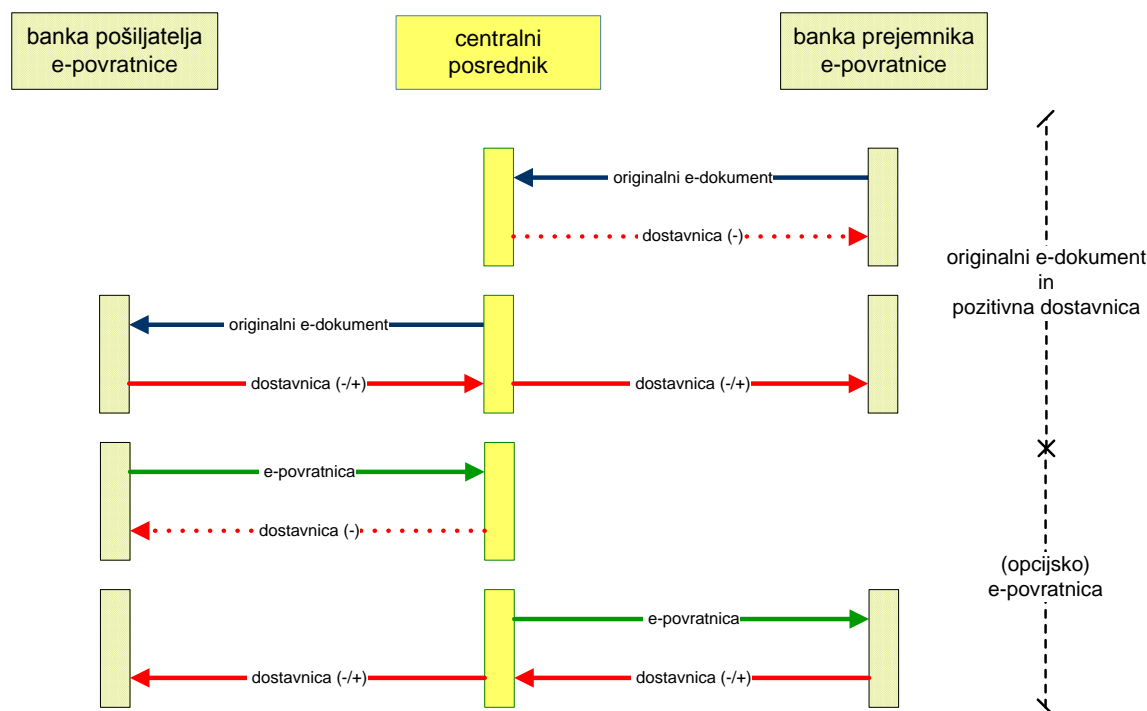 banka pošiljatelja
e-povratnice
centralni
posrednik
banka prejemnika
e-povratnice
originalni e-dokument
dostavnica (-)
originalni e-dokument
in
pozitivna dostavnica
originalni e-dokument
dostavnica (-/+)
dostavnica (-/+)
e-povratnica
dostavnica (-)
(opcijsko)
e-povratnica
e-povratnica
dostavnica (-/+)
dostavnica (-/+)